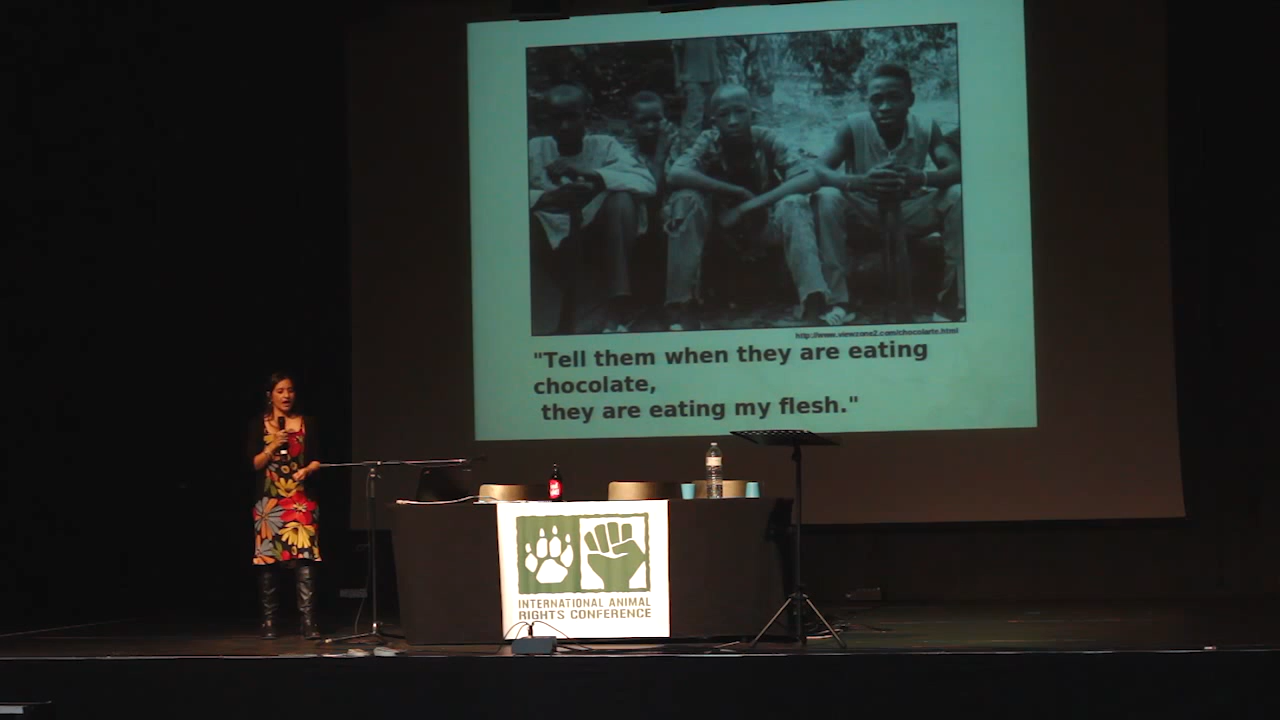 http://www.viewzone2.com/chocolarte.html
"Tell them when they are eating
chocolate,
they are eating my flesh."
INTERNATIONAL ANIMAL
RIGHTS CONFERENCE